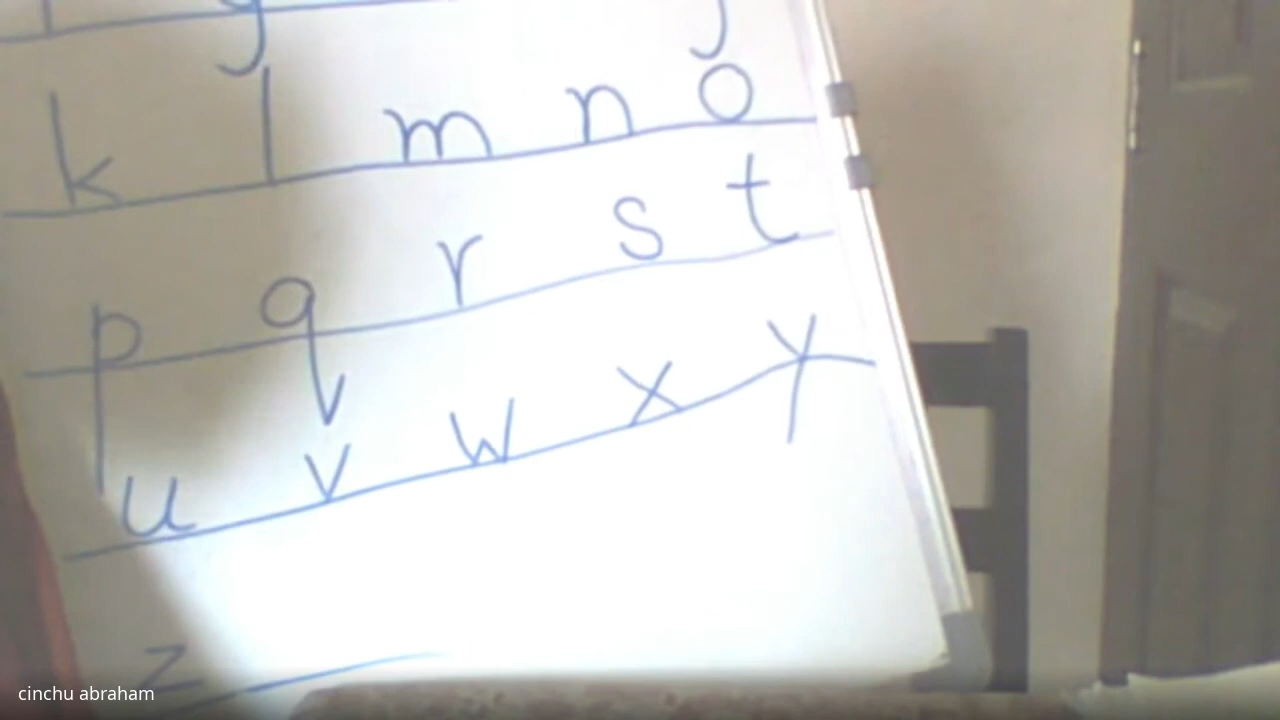 g j
k l m n o
p q r s t
u v w x y
z
cinchu abraham